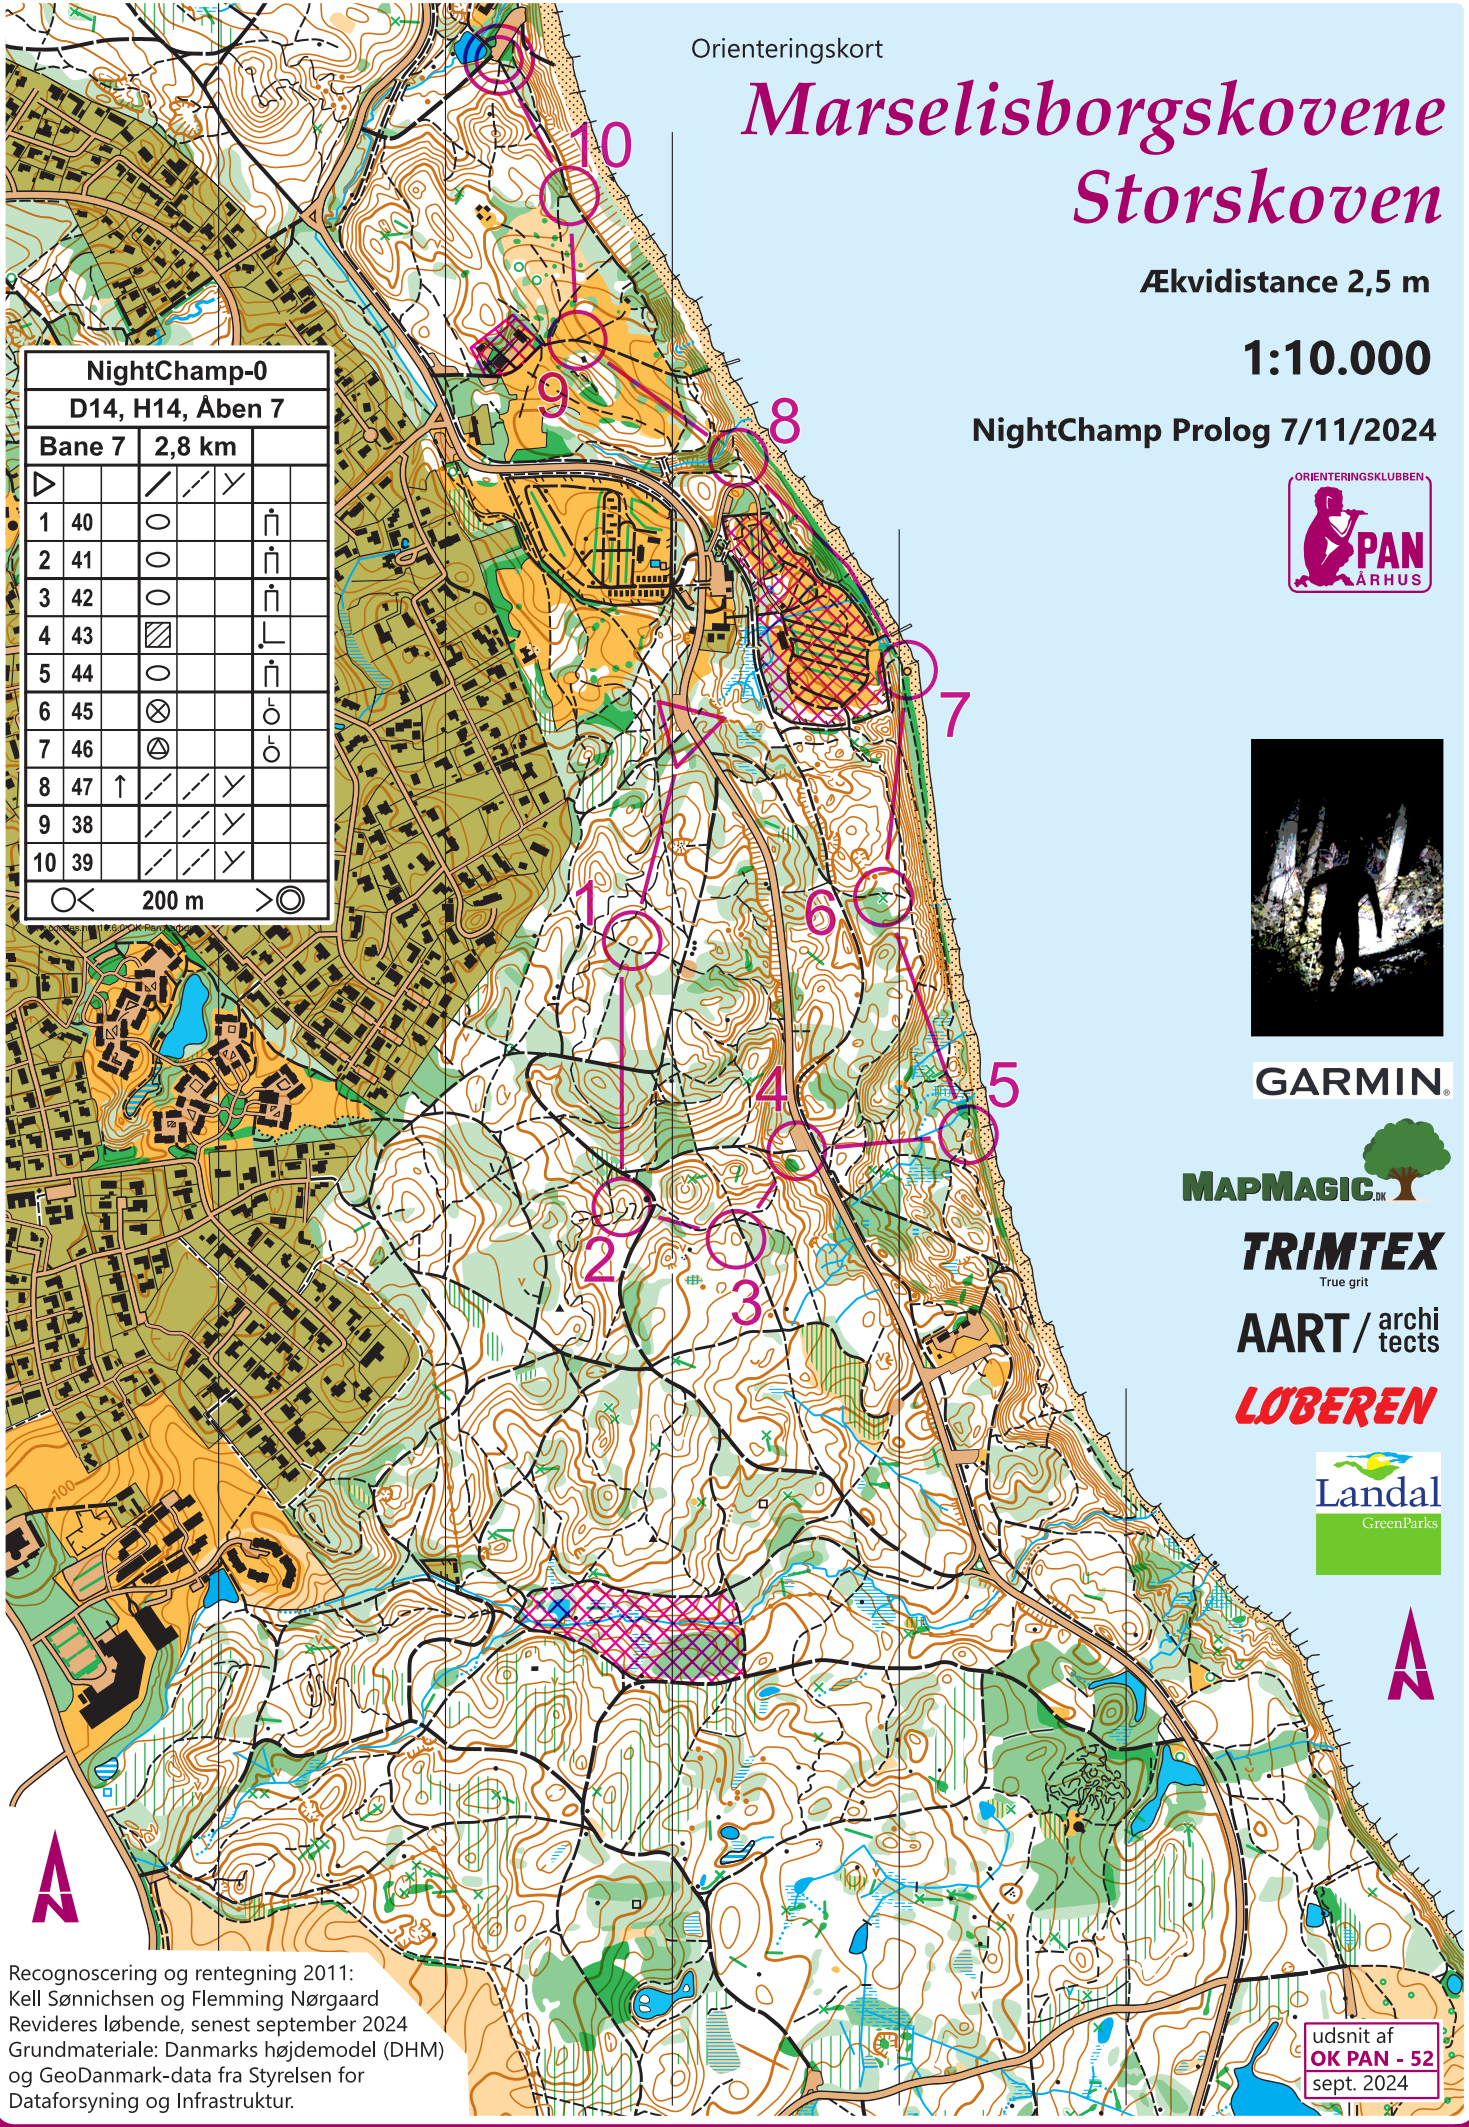 Orienteringskort
Marselisborgskovene
Storskoven
Ækvidistance 2,5 m
1:10.000
NightChamp Prolog 7/11/2024
ORIENTERINGSKLUBBEN
PAN
ÅRHUS
NightChamp-0
D14, H14, Åben 7
Bane 7 2,8 km
1 40
2 41
3 42
4 43
5 44
6 45
7 46
8 47
9 38
10 39
200 m
10
9
8
7
1
6
4
5
2
3
100
GARMIN
MAPMAGIC.DK
TRIMTEX
True grit
AART / archi
tects
LØBEREN
Landal
GreenParks
N
N
Recognoscering og rentegning 2011:
Kell Sønnichsen og Flemming Nørgaard
Revideres løbende, senest september 2024
Grundmateriale: Danmarks højdemodel (DHM)
og GeoDanmark-data fra Styrelsen for
Dataforsyning og Infrastruktur.
udsnit af
OK PAN - 52
sept. 2024